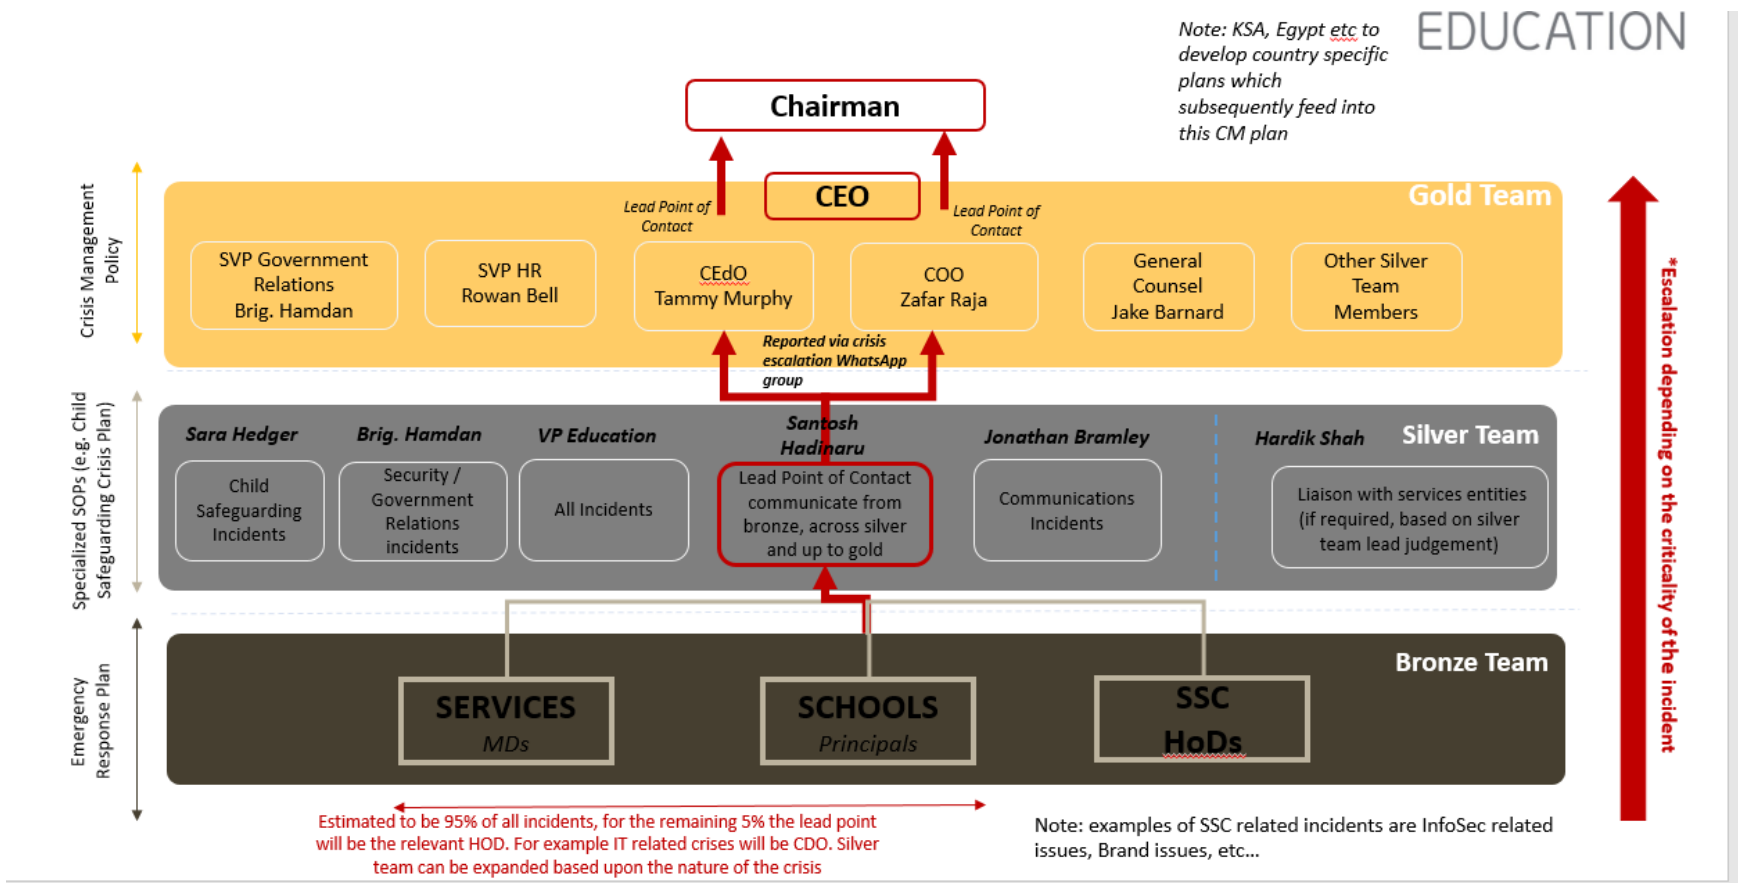 Note: KSA, Egypt etc to
develop country specific
plans which
subsequently feed into
this CM plan
EDUCATION
Chairman
CEO
Gold Team
Lead Point of
Contact
Lead Point of
Contact
Crisis Management
Policy
SVP Government
Relations
Brig. Hamdan
SVP HR
Rowan Bell
CEdO
Tammy Murphy
COO
Zafar Raja
General
Counsel
Jake Barnard
Other Silver
Team
Members
Reported via crisis
escalation WhatsApp
group
*Escalation depending on the criticality of the incident
Specialized SOPs (e.g. Child
Safeguarding Crisis Plan)
Silver Team
Sara Hedger
Child
Safeguarding
Incidents
Brig. Hamdan
Security /
Government
Relations
incidents
VP Education
All Incidents
Santosh
Hadinaru
Lead Point of Contact
communicate from
bronze, across silver
and up to gold
Jonathan Bramley
Communications
Incidents
Hardik Shah
Liaison with services entities
(if required, based on silver
team lead judgement)
Emergency
Response Plan
Bronze Team
SERVICES
MDs
SCHOOLS
Principals
SSC
HoDs
Estimated to be 95% of all incidents, for the remaining 5% the lead point
will be the relevant HOD. For example IT related crises will be CDO. Silver
team can be expanded based upon the nature of the crisis
Note: examples of SSC related incidents are InfoSec related
issues, Brand issues, etc...